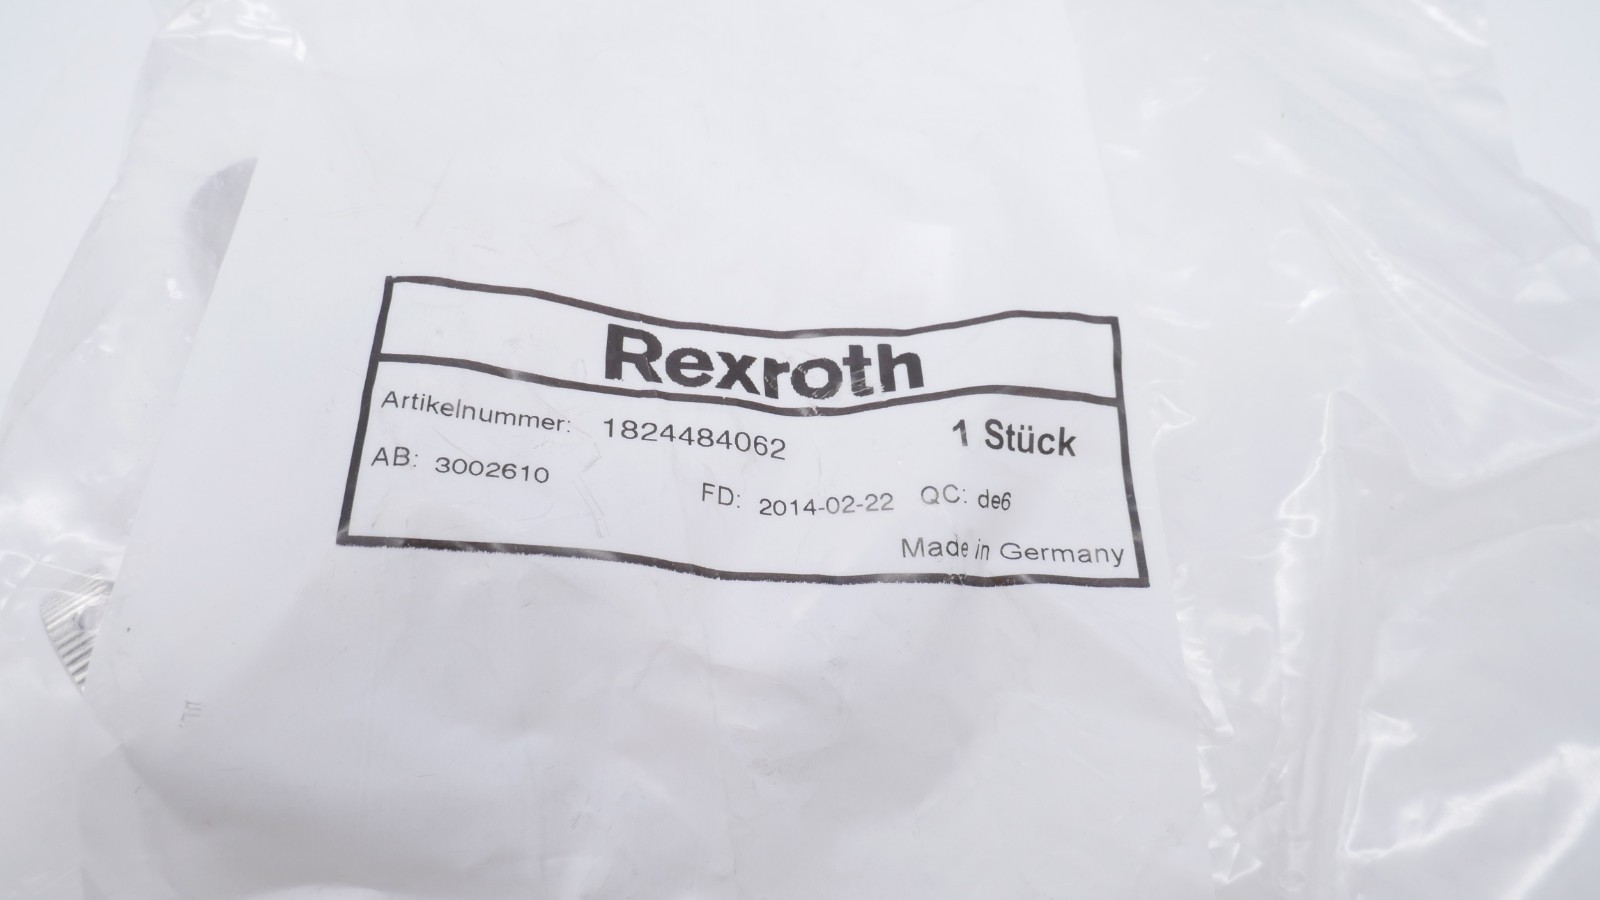 Rexroth
Artikelnummer: 1824484062 1 Stück
AB: 3002610
FD: 2014-02-22 QC: de6
Made in Germany